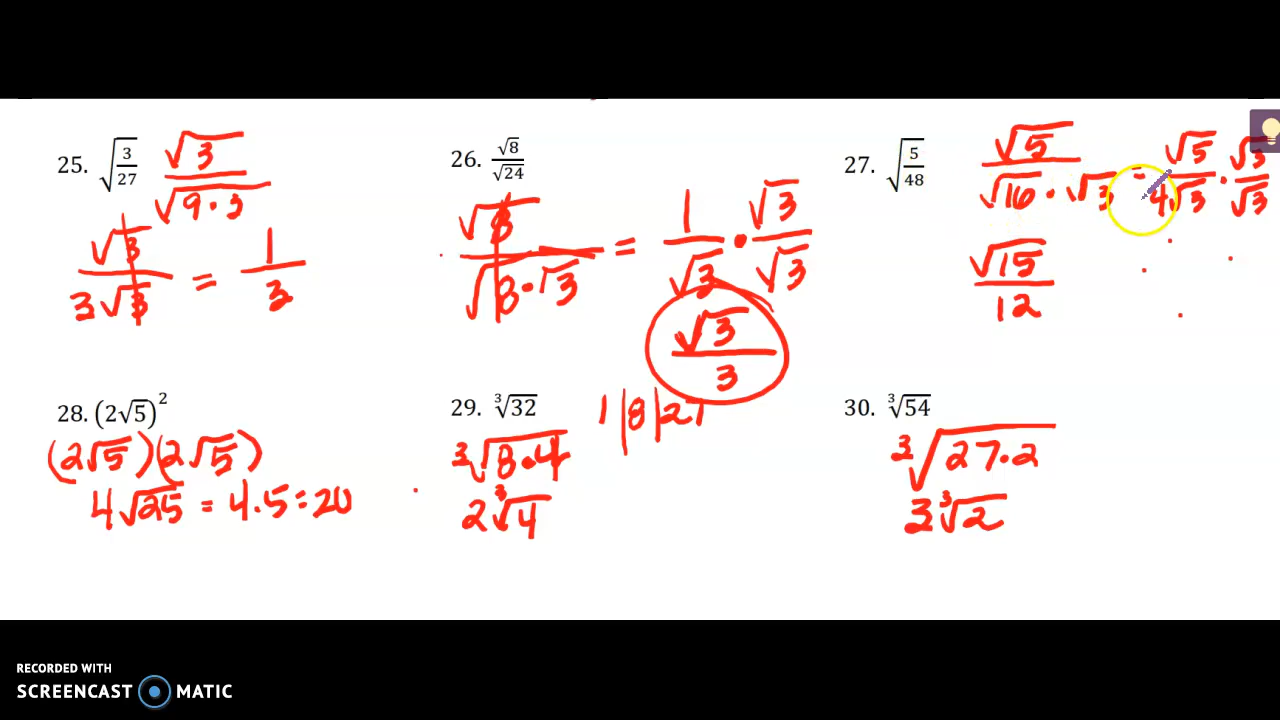 25. √(3/27) √3/√(9·3)
√3/(3√3) = 1/3
26. √8/√24
√8/(√8·√3) = 1/√3 · √3/√3
√3/3
27. √(5/48) √5/(√16·√3) = √5/(4√3) · √3/√3
√15/12
28. (2√5)²
(2√5)(2√5)
4√25 = 4.5=20
29. ∛32 1|8|27
∛(8·4)
2∛4
30. ∛54
∛(27·2)
3∛2
RECORDED WITH
SCREENCAST MATIC